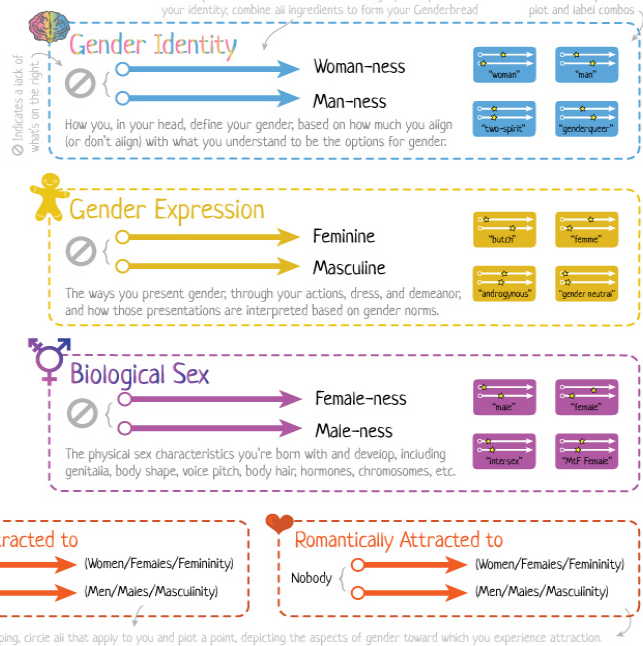 your identity; combine all ingredients to form your Genderbread
plot and label combos
⊘ indicates a lack of
what's on the right.
Gender Identity
Woman-ness
Man-ness
How you, in your head, define your gender, based on how much you align
(or don't align) with what you understand to be the options for gender.
"woman"
"man"
"two-spirit"
"genderqueer"
Gender Expression
Feminine
Masculine
The ways you present gender, through your actions, dress, and demeanor,
and how those presentations are interpreted based on gender norms.
"butch"
"femme"
"androgynous"
"gender neutral"
Biological Sex
Female-ness
Male-ness
The physical sex characteristics you're born with and develop, including
genitalia, body shape, voice pitch, body hair, hormones, chromosomes, etc.
"male"
"female"
"intersex"
"MtF Female"
racted to
(Women/Females/Femininity)
(Men/Males/Masculinity)
Romantically Attracted to
Nobody
(Women/Females/Femininity)
(Men/Males/Masculinity)
ping, circle all that apply to you and plot a point, depicting the aspects of gender toward which you experience attraction.